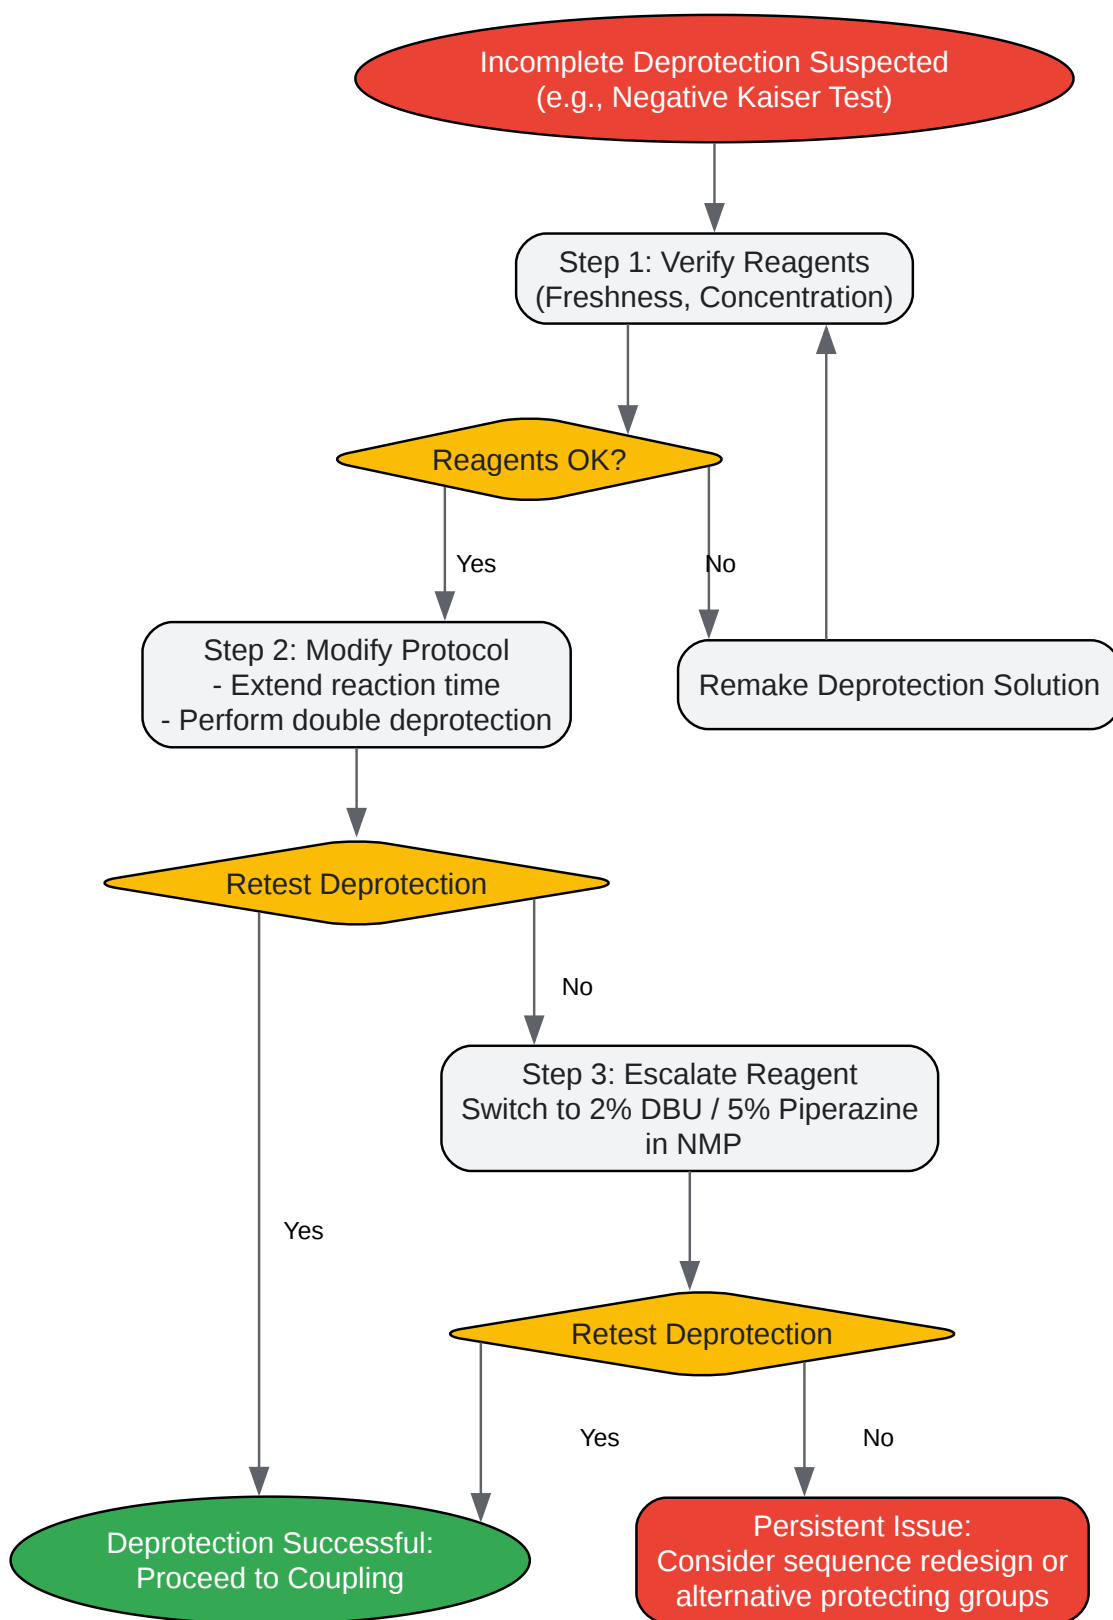 Incomplete Deprotection Suspected
(e.g., Negative Kaiser Test)
Step 1: Verify Reagents
(Freshness, Concentration)
Reagents OK?
Yes
No
Step 2: Modify Protocol
- Extend reaction time
- Perform double deprotection
Remake Deprotection Solution
Retest Deprotection
No
Step 3: Escalate Reagent
Switch to 2% DBU / 5% Piperazine
in NMP
Yes
Retest Deprotection
Yes
No
Deprotection Successful:
Proceed to Coupling
Persistent Issue:
Consider sequence redesign or
alternative protecting groups